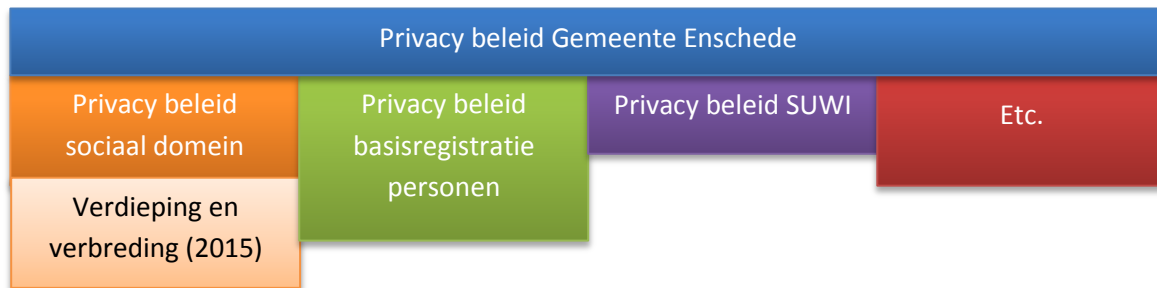 Privacy beleid Gemeente Enschede
Privacy beleid
sociaal domein
Privacy beleid
basisregistratie
personen
Privacy beleid SUWI
Etc.
Verdieping en
verbreding (2015)